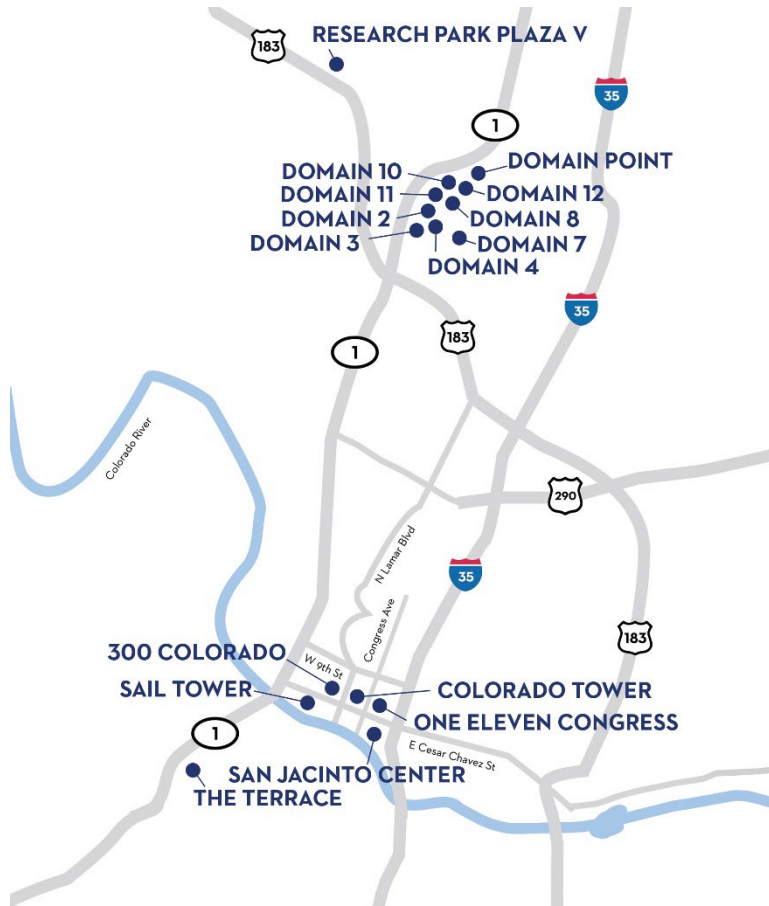 RESEARCH PARK PLAZA V
183
35
1
DOMAIN POINT
DOMAIN 10
DOMAIN 12
DOMAIN 11
DOMAIN 2
DOMAIN 8
DOMAIN 3
DOMAIN 7
DOMAIN 4
35
183
1
Colorado River
290
N Lamar Blvd
35
Congress Ave
183
300 COLORADO
W 9th St
SAIL TOWER
COLORADO TOWER
ONE ELEVEN CONGRESS
1
E Cesar Chavez St
SAN JACINTO CENTER
THE TERRACE